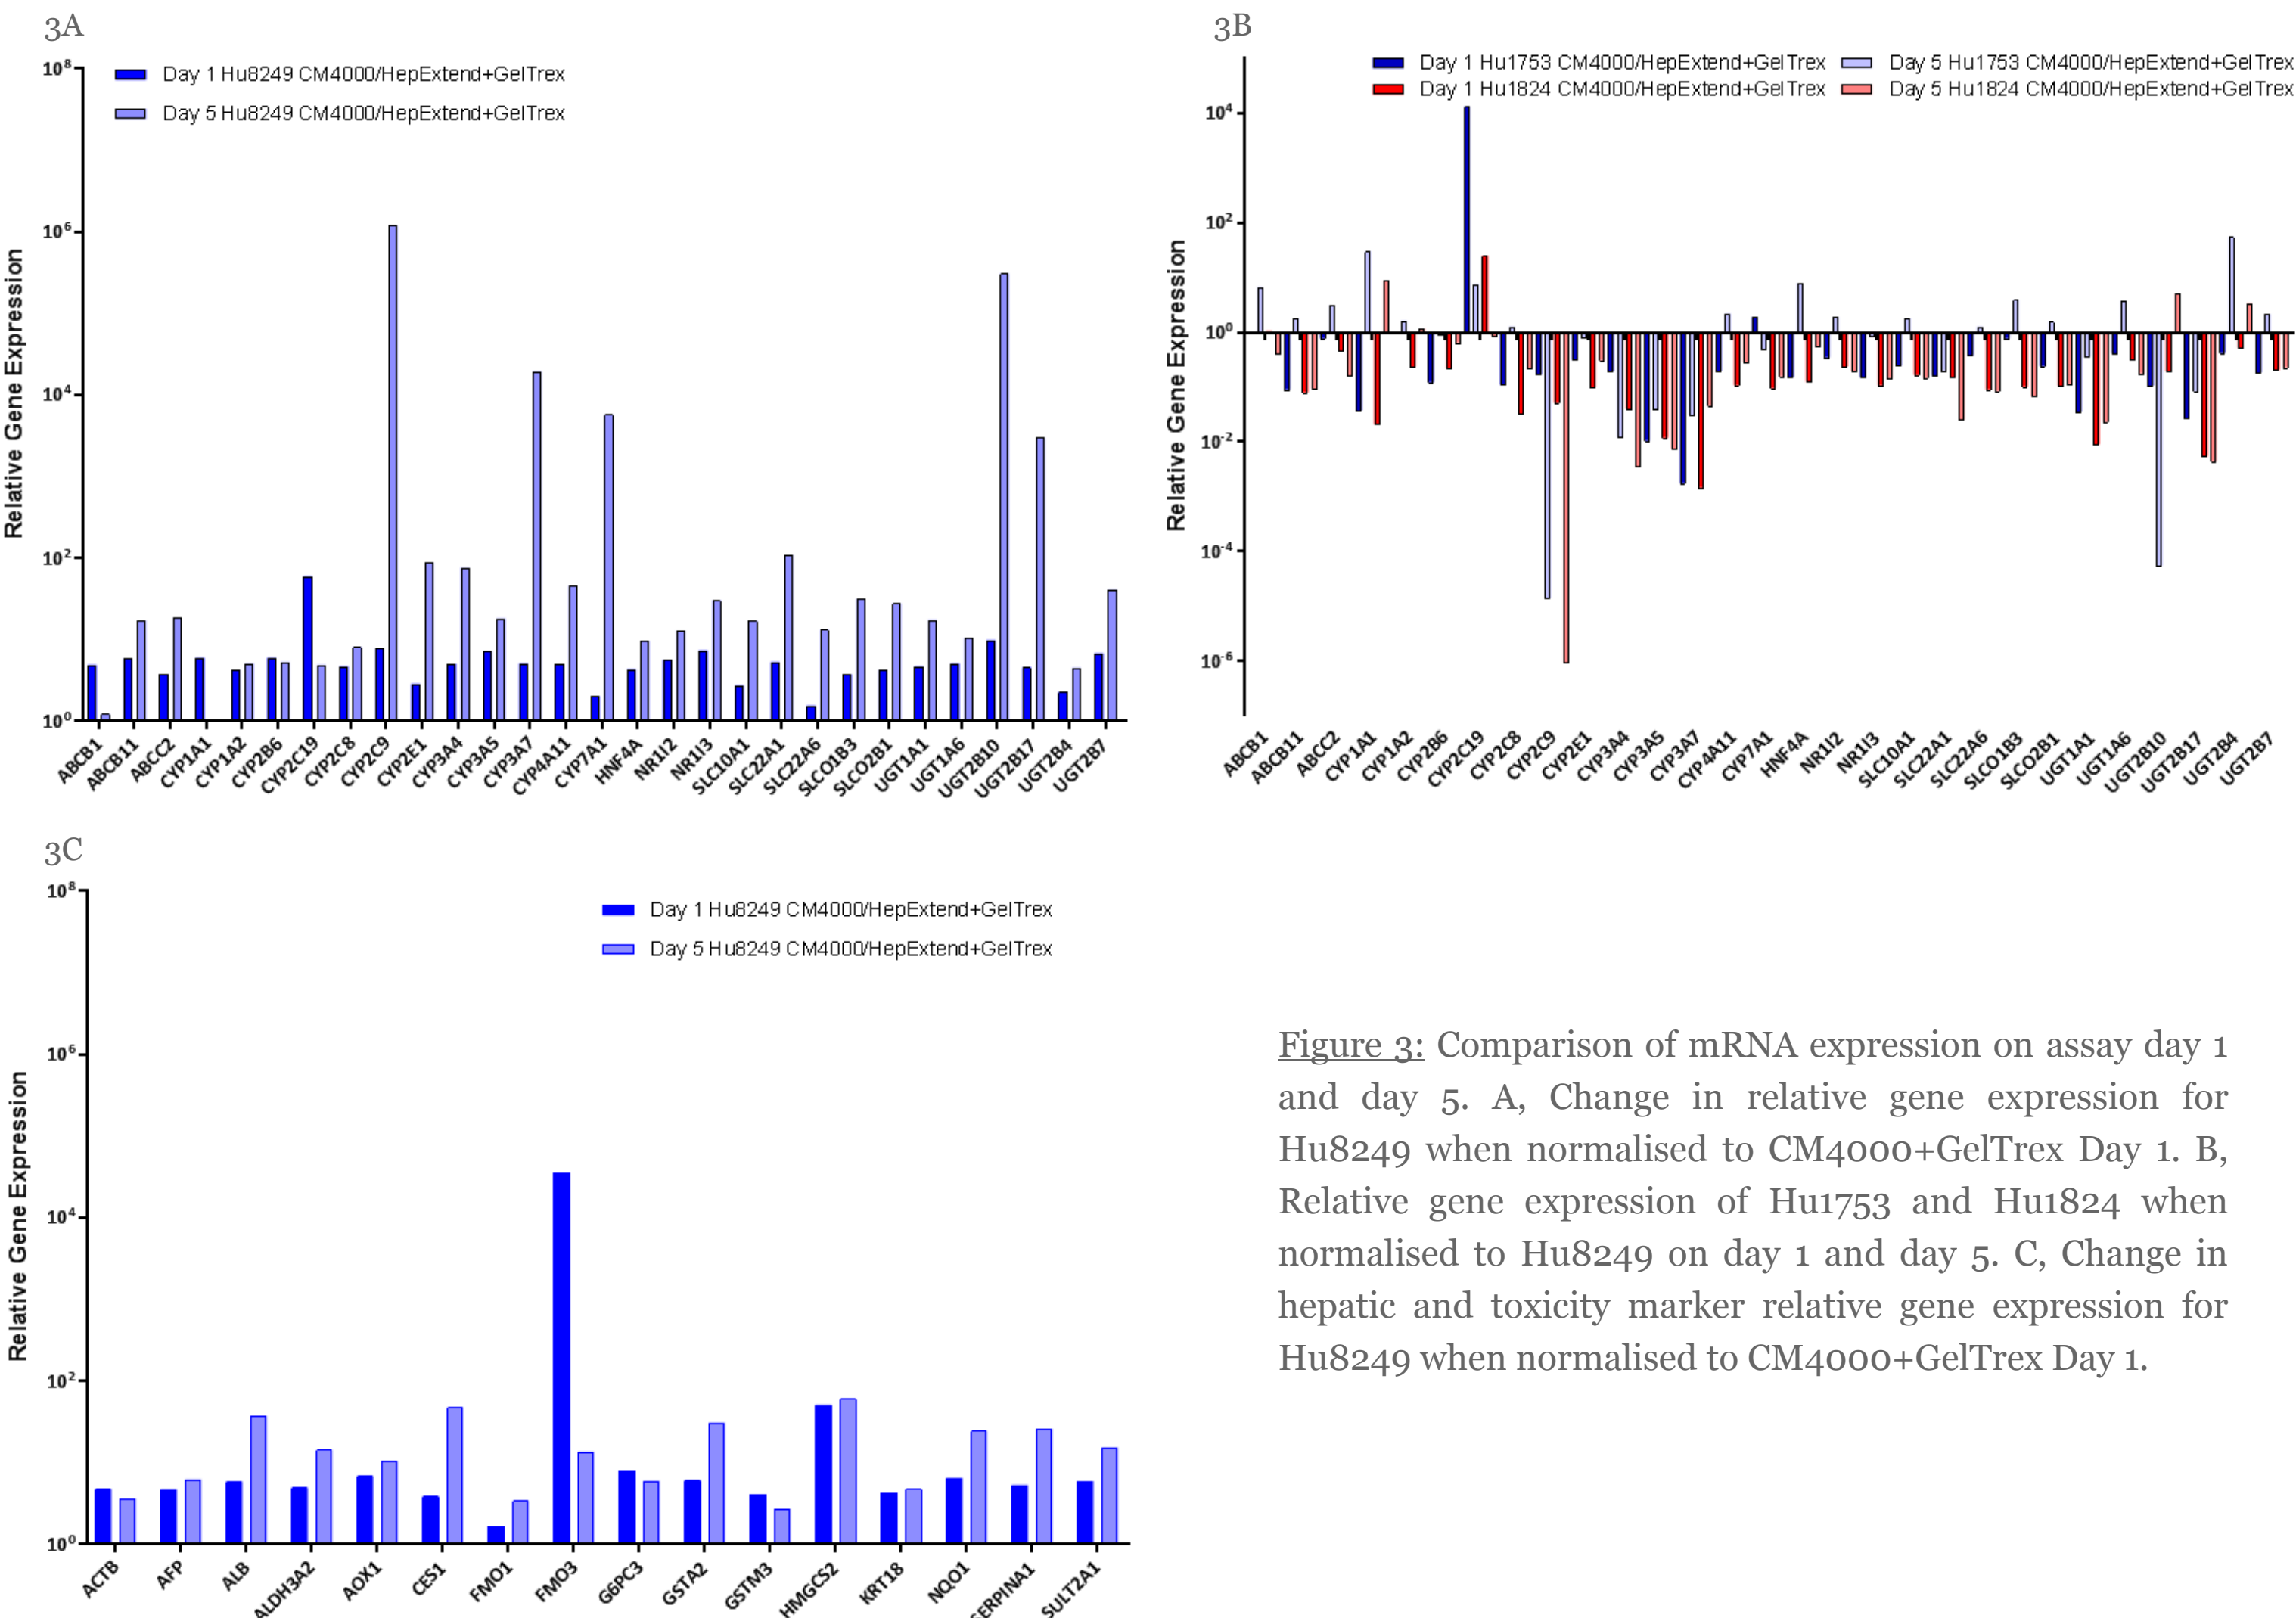 3A
Day 1 Hu8249 CM4000/HepExtend+GelTrex
Day 5 Hu8249 CM4000/HepExtend+GelTrex
Relative Gene Expression
10⁸
10⁶
10⁴
10²
10⁰
ABCB1
ABCB11
ABCC2
CYP1A1
CYP1A2
CYP2B6
CYP2C19
CYP2C8
CYP2C9
CYP2E1
CYP3A4
CYP3A5
CYP3A7
CYP4A11
CYP7A1
HNF4A
NR1I2
NR1I3
SLC10A1
SLC22A1
SLC22A6
SLCO1B3
SLCO2B1
UGT1A1
UGT1A6
UGT2B10
UGT2B17
UGT2B4
UGT2B7
3B
Day 1 Hu1753 CM4000/HepExtend+GelTrex
Day 5 Hu1753 CM4000/HepExtend+GelTrex
Day 1 Hu1824 CM4000/HepExtend+GelTrex
Day 5 Hu1824 CM4000/HepExtend+GelTrex
Relative Gene Expression
10⁴
10²
10⁰
10⁻²
10⁻⁴
10⁻⁶
ABCB1
ABCB11
ABCC2
CYP1A1
CYP1A2
CYP2B6
CYP2C19
CYP2C8
CYP2C9
CYP2E1
CYP3A4
CYP3A5
CYP3A7
CYP4A11
CYP7A1
HNF4A
NR1I2
NR1I3
SLC10A1
SLC22A1
SLC22A6
SLCO1B3
SLCO2B1
UGT1A1
UGT1A6
UGT2B10
UGT2B17
UGT2B4
UGT2B7
3C
Day 1 Hu8249 CM4000/HepExtend+GelTrex
Day 5 Hu8249 CM4000/HepExtend+GelTrex
Relative Gene Expression
10⁸
10⁶
10⁴
10²
10⁰
ACTB
AFP
ALB
ALDH3A2
AOX1
CES1
FMO1
FMO3
G6PC3
GSTA2
GSTM3
HMGCS2
KRT18
NQO1
SERPINA1
SULT2A1
Figure 3: Comparison of mRNA expression on assay day 1
and day 5. A, Change in relative gene expression for
Hu8249 when normalised to CM4000+GelTrex Day 1. B,
Relative gene expression of Hu1753 and Hu1824 when
normalised to Hu8249 on day 1 and day 5. C, Change in
hepatic and toxicity marker relative gene expression for
Hu8249 when normalised to CM4000+GelTrex Day 1.